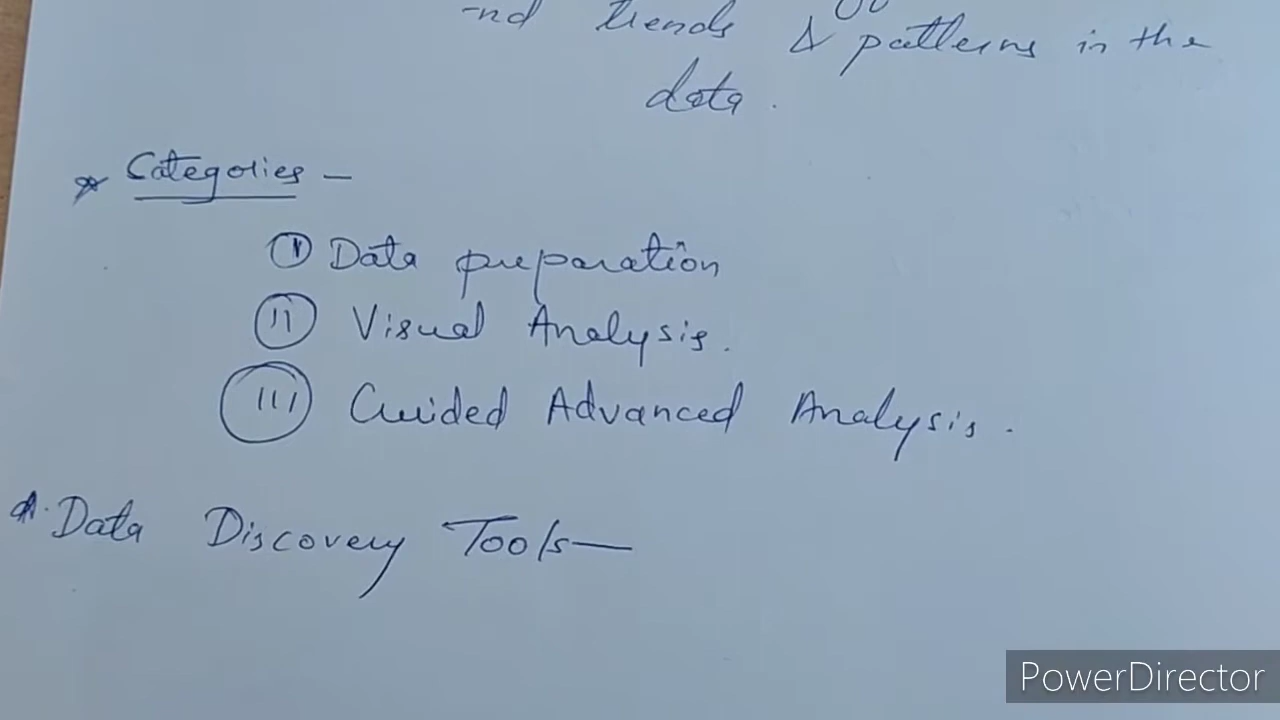 -nd trends & patterns in the
data.
* Categories -
(i) Data preparation
(ii) Visual Analysis.
(iii) Guided Advanced Analysis.
* Data Discovery Tools-
PowerDirector